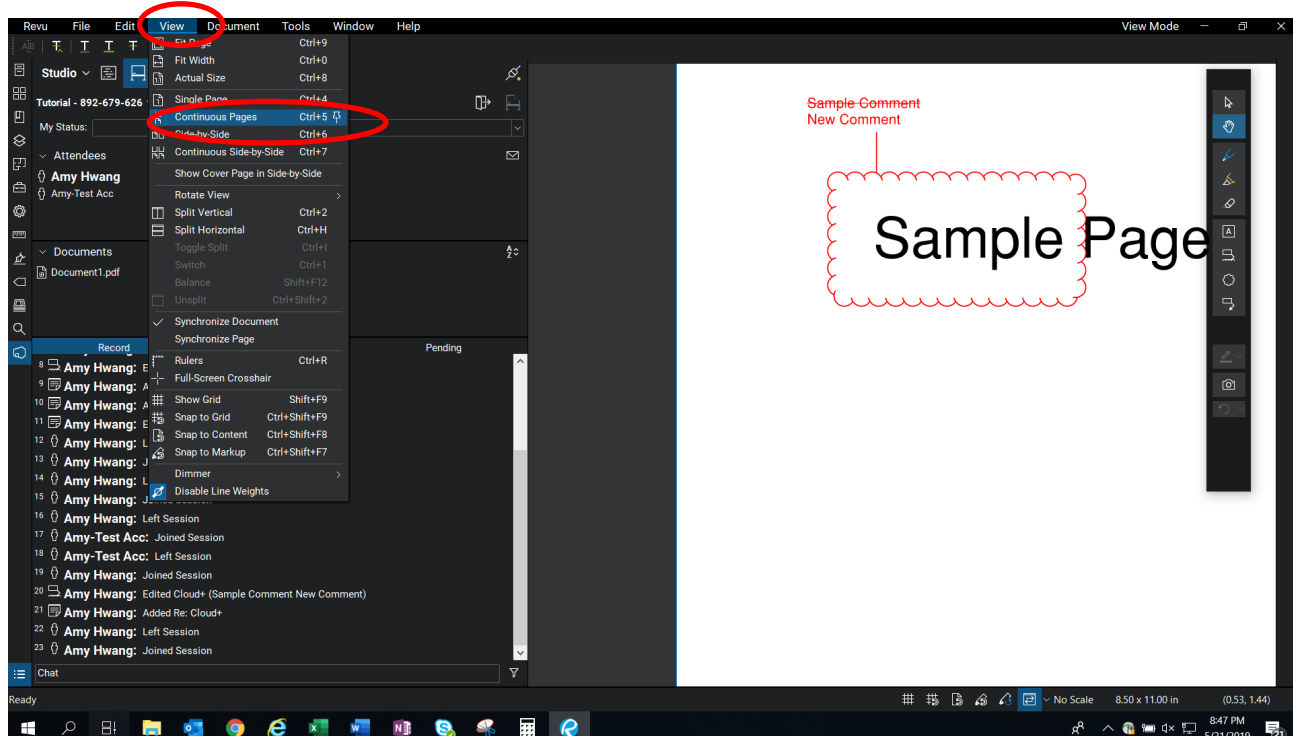 Revu File Edit View Document Tools Window Help View Mode
Fit Page Ctrl+9
Fit Width Ctrl+0
Actual Size Ctrl+8
Single Page Ctrl+4
Continuous Pages Ctrl+5
Side-by-Side Ctrl+6
Continuous Side-by-Side Ctrl+7
Show Cover Page in Side-by-Side
Rotate View
Split Vertical Ctrl+2
Split Horizontal Ctrl+H
Toggle Split Ctrl+I
Switch Ctrl+1
Balance Shift+F12
Unsplit Ctrl+Shift+2
Synchronize Document
Synchronize Page
Rulers Ctrl+R
Full-Screen Crosshair
Show Grid Shift+F9
Snap to Grid Ctrl+Shift+F9
Snap to Content Ctrl+Shift+F8
Snap to Markup Ctrl+Shift+F7
Dimmer
Disable Line Weights
Studio
Tutorial - 892-679-626
My Status:
Attendees
Amy Hwang
Amy-Test Acc
Documents
Document1.pdf
Record Pending
8 Amy Hwang: E
9 Amy Hwang: A
10 Amy Hwang: A
11 Amy Hwang: E
12 Amy Hwang: L
13 Amy Hwang: J
14 Amy Hwang: L
15 Amy Hwang: Joined Session
16 Amy Hwang: Left Session
17 Amy-Test Acc: Joined Session
18 Amy-Test Acc: Left Session
19 Amy Hwang: Joined Session
20 Amy Hwang: Edited Cloud+ (Sample Comment New Comment)
21 Amy Hwang: Added Re: Cloud+
22 Amy Hwang: Left Session
23 Amy Hwang: Joined Session
Chat
Sample Comment
New Comment
Sample Page
Ready No Scale 8.50 x 11.00 in (0.53, 1.44)
8:47 PM
5/21/2019